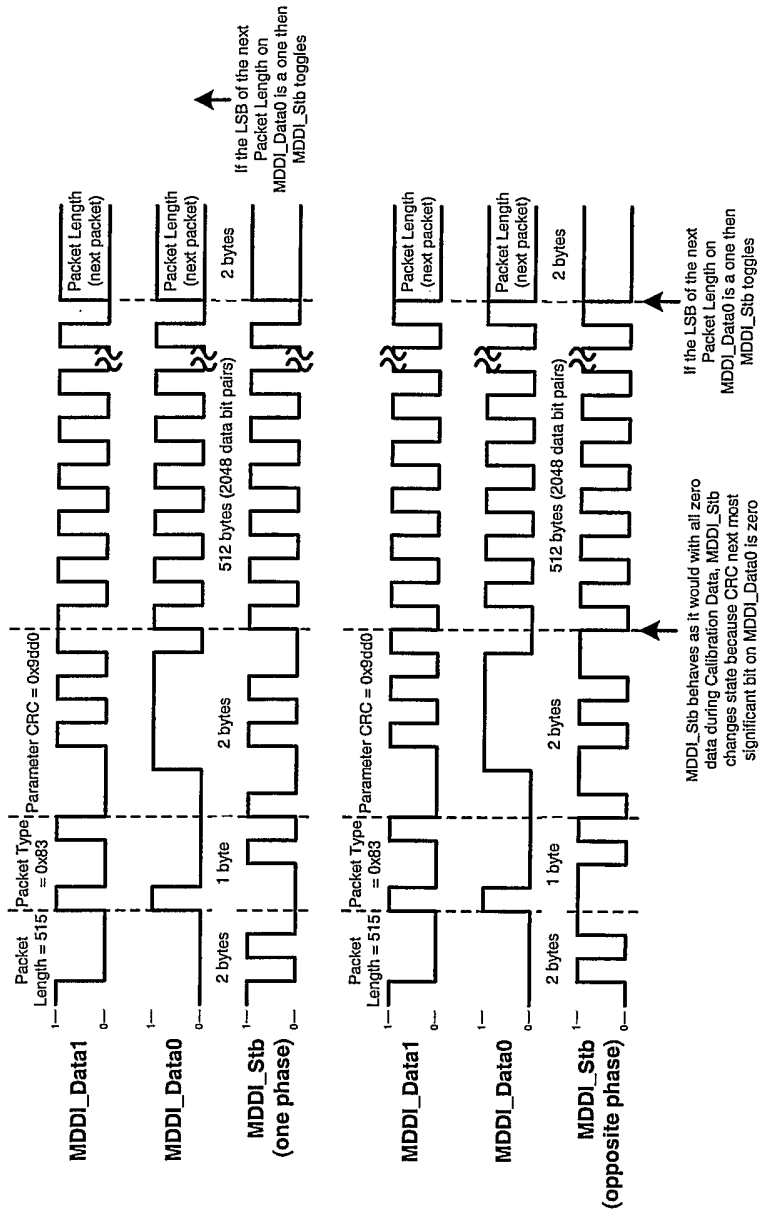 Packet
Length = 515
Packet Type
= 0x83
Parameter CRC = 0x9dd0
1
0
MDDI_Data1
Packet Length
(next packet)
1
0
MDDI_Data0
Packet Length
(next packet)
2 bytes
1 byte
2 bytes
512 bytes (2048 data bit pairs)
2 bytes
1
0
MDDI_Stb
(one phase)
If the LSB of the next
Packet Length on
MDDI_Data0 is a one then
MDDI_Stb toggles
Packet
Length = 515
Packet Type
= 0x83
Parameter CRC = 0x9dd0
1
0
MDDI_Data1
Packet Length
(next packet)
1
0
MDDI_Data0
Packet Length
(next packet)
2 bytes
1 byte
2 bytes
512 bytes (2048 data bit pairs)
2 bytes
1
0
MDDI_Stb
(opposite phase)
MDDI_Stb behaves as it would with all zero
data during Calibration Data, MDDI_Stb
changes state because CRC next most
significant bit on MDDI_Data0 is zero
If the LSB of the next
Packet Length on
MDDI_Data0 is a one then
MDDI_Stb toggles